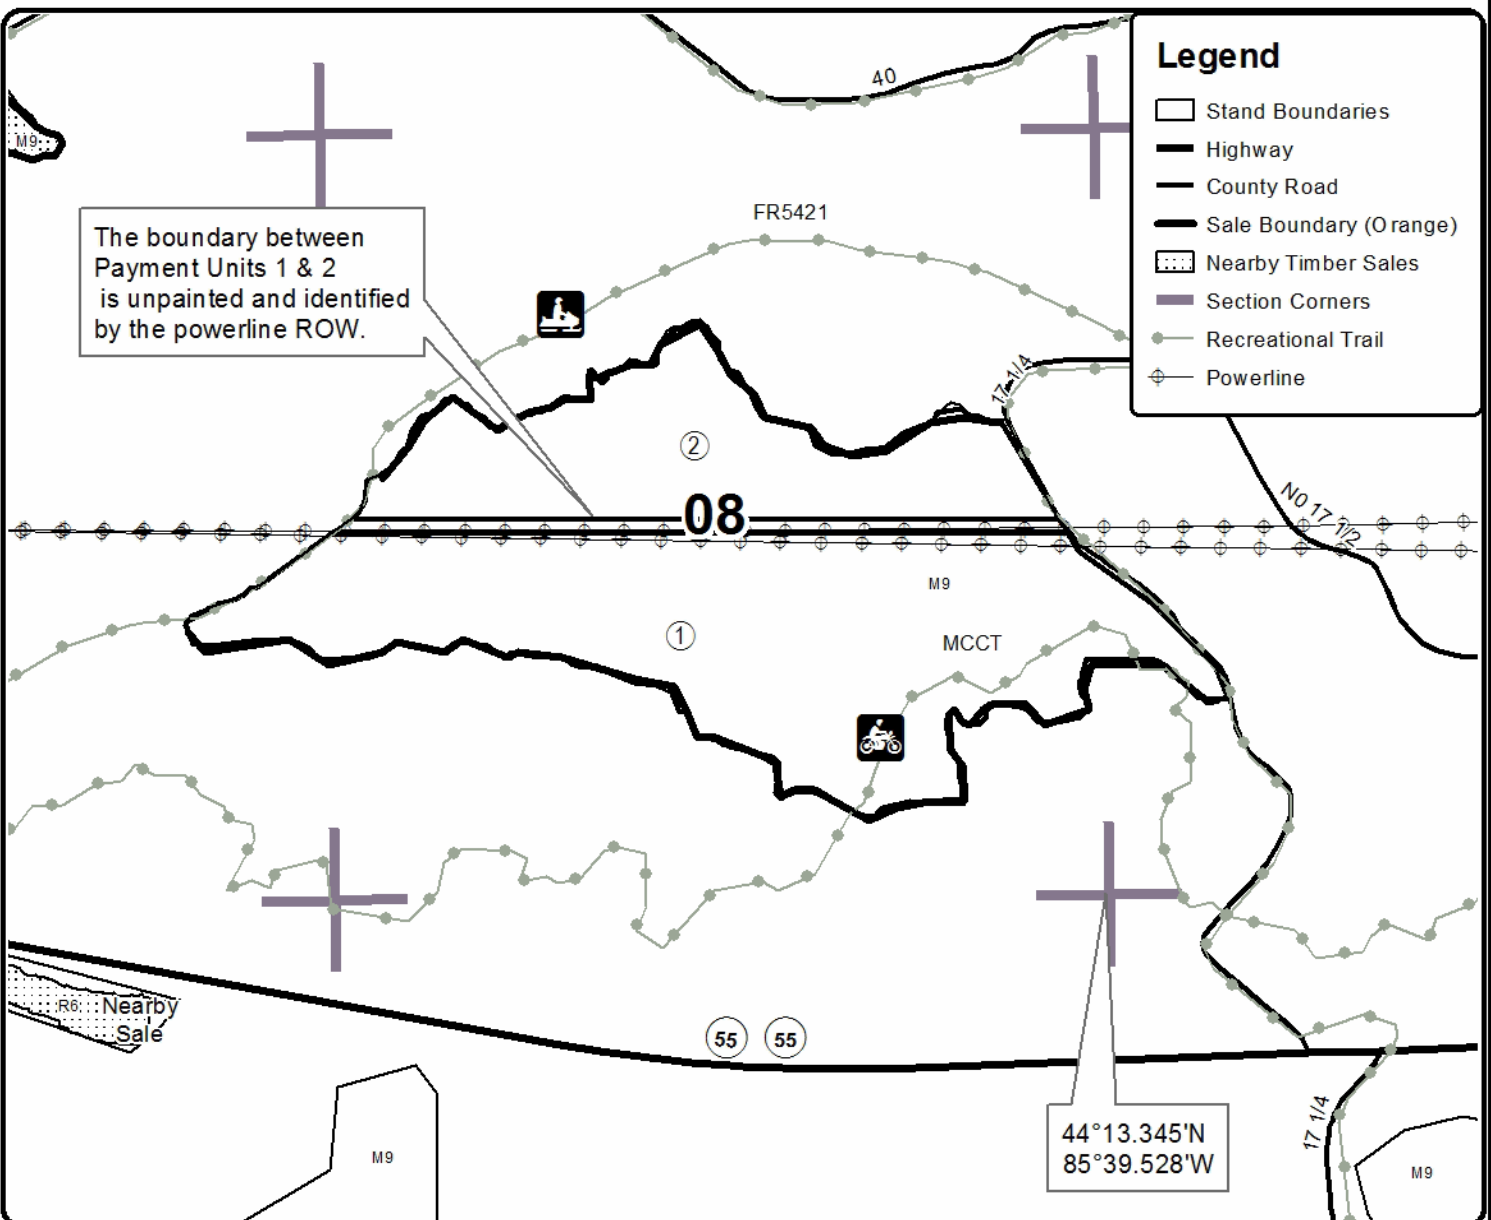 40
Legend
Stand Boundaries
Highway
County Road
Sale Boundary (Orange)
Nearby Timber Sales
Section Corners
Recreational Trail
Powerline
M9
The boundary between
Payment Units 1 & 2
is unpainted and identified
by the powerline ROW.
FR5421
17 1/4
2
08
N0 17 1/2
M9
1
MCCT
R6
Nearby
Sale
55 55
44°13.345'N
85°39.528'W
17 1/4
M9
M9